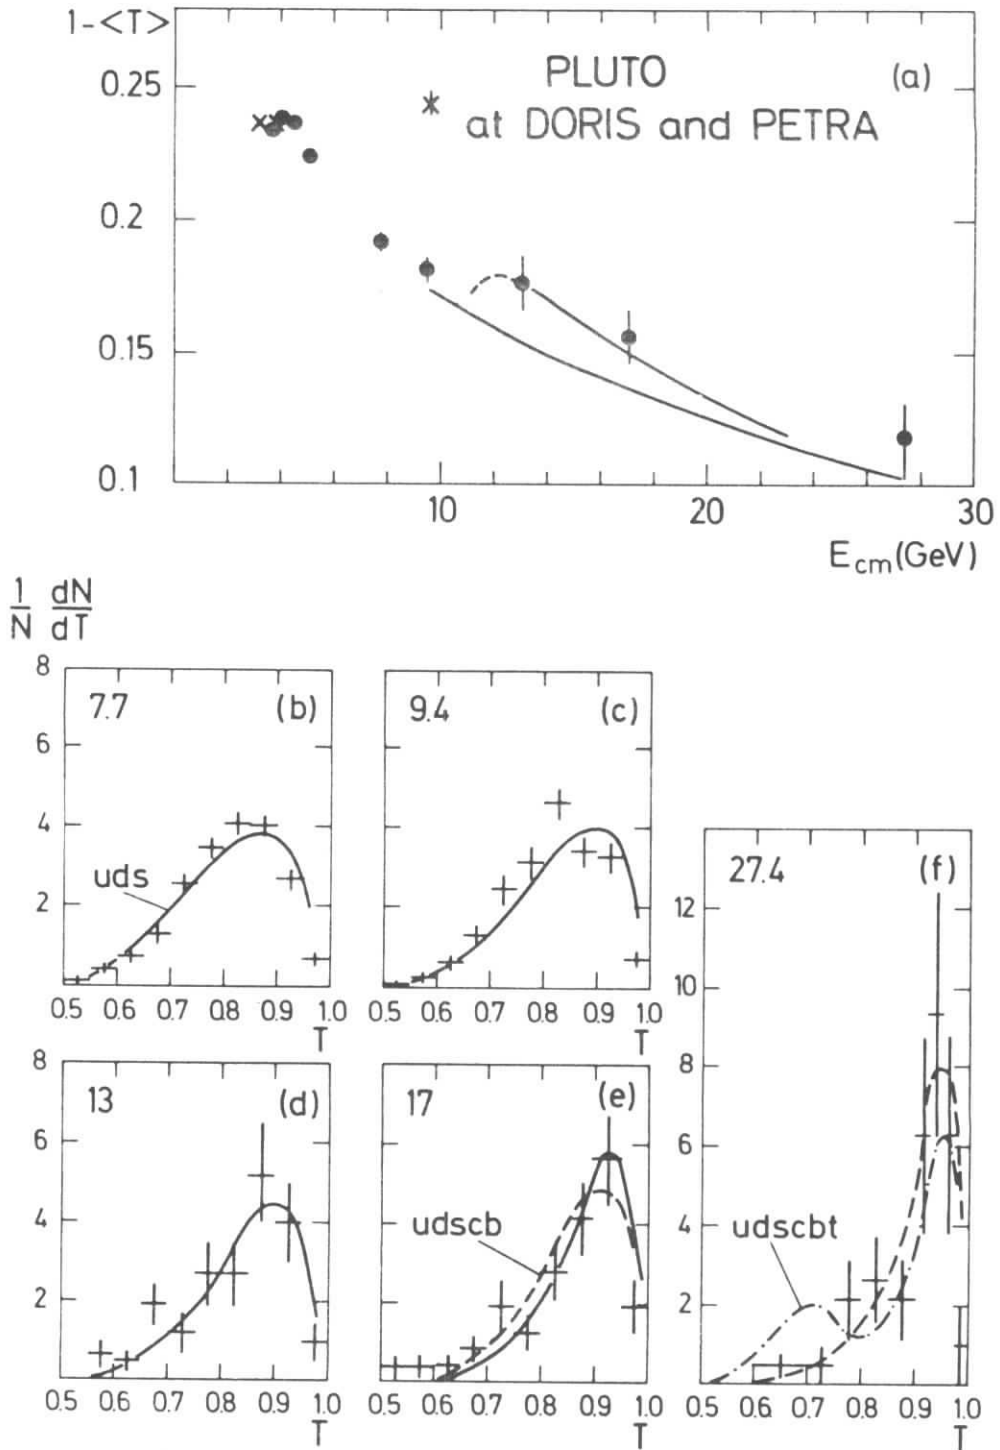 1-<T>
PLUTO (a)
at DORIS and PETRA
0.25
0.2
0.15
0.1
10 20 30
E_cm (GeV)
1/N dN/dT
8
6
4
2
7.7 (b)
uds
0.5 0.6 0.7 0.8 0.9 1.0
T
9.4 (c)
0.5 0.6 0.7 0.8 0.9 1.0
T
8
6
4
2
13 (d)
0.5 0.6 0.7 0.8 0.9 1.0
T
17 (e)
udscb
0.5 0.6 0.7 0.8 0.9 1.0
T
27.4 (f)
12
10
8
6
4
2
udscbt
0.5 0.6 0.7 0.8 0.9 1.0
T